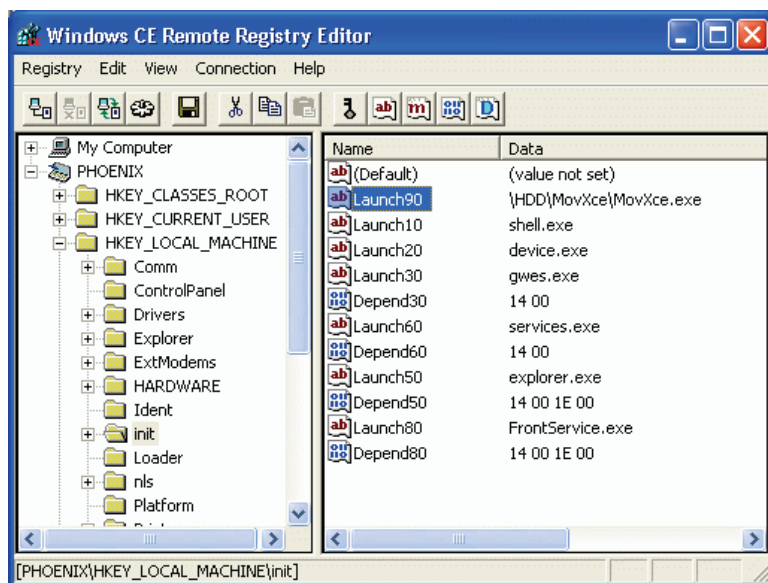 Windows CE Remote Registry Editor
Registry Edit View Connection Help
My Computer
PHOENIX
HKEY_CLASSES_ROOT
HKEY_CURRENT_USER
HKEY_LOCAL_MACHINE
Comm
ControlPanel
Drivers
Explorer
ExtModems
HARDWARE
Ident
init
Loader
nls
Platform
Name Data
(Default) (value not set)
Launch90 \HDD\MovXce\MovXce.exe
Launch10 shell.exe
Launch20 device.exe
Launch30 gwes.exe
Depend30 14 00
Launch60 services.exe
Depend60 14 00
Launch50 explorer.exe
Depend50 14 00 1E 00
Launch80 FrontService.exe
Depend80 14 00 1E 00
[PHOENIX\HKEY_LOCAL_MACHINE\init]